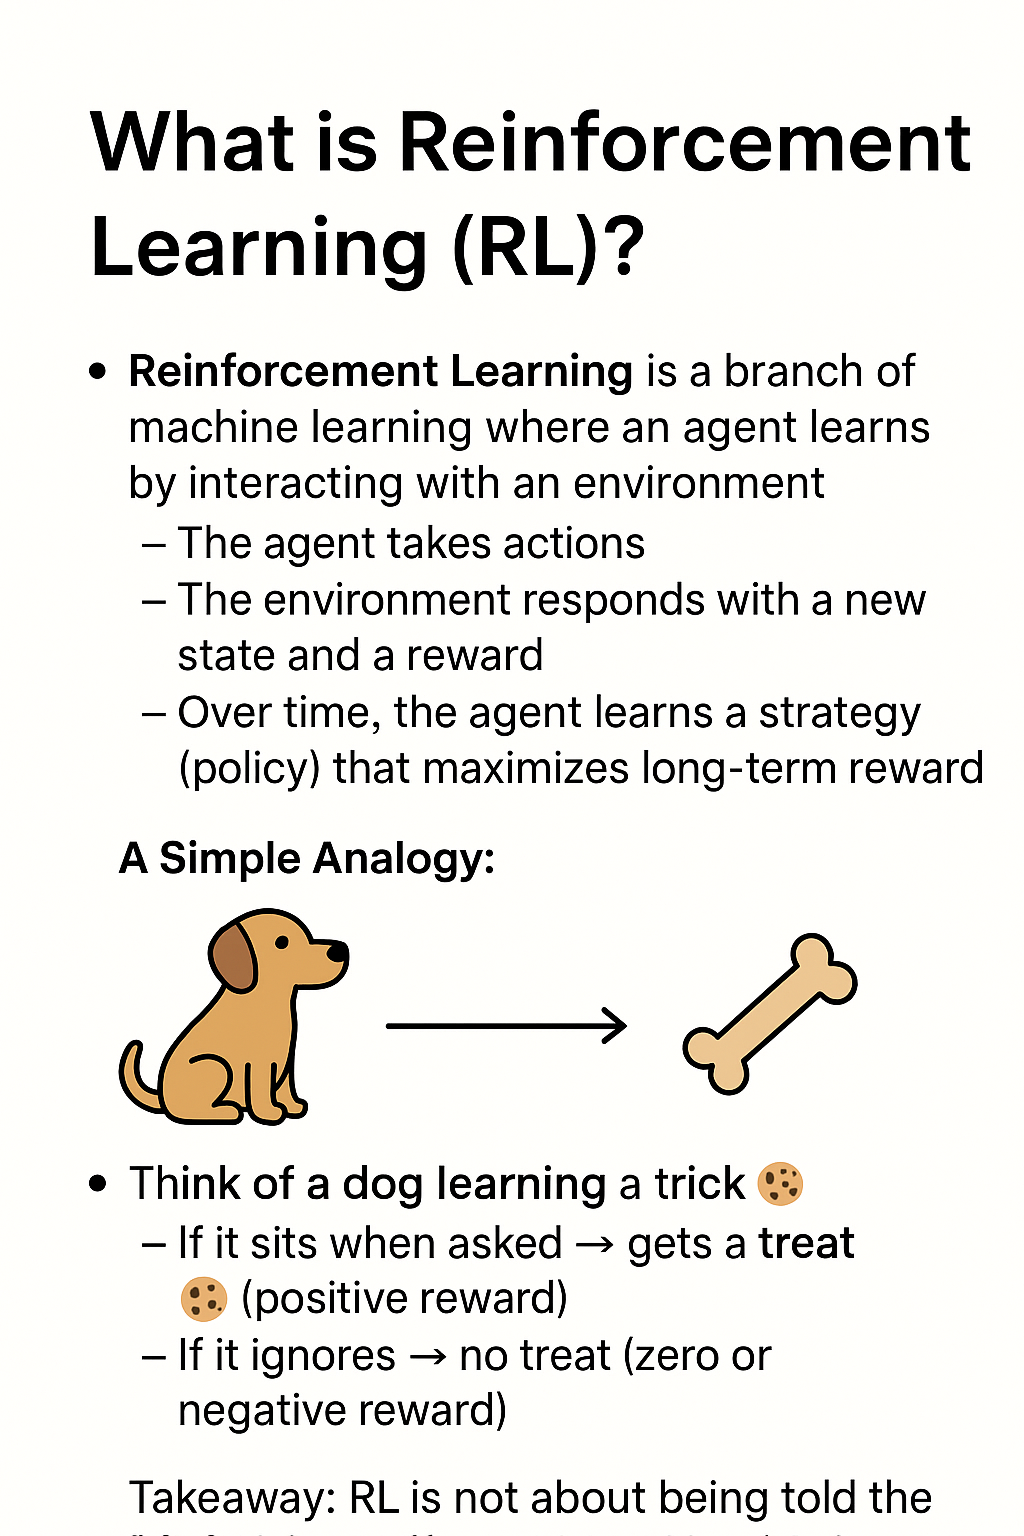 What is Reinforcement
Learning (RL)?
• Reinforcement Learning is a branch of
machine learning where an agent learns
by interacting with an environment
– The agent takes actions
– The environment responds with a new
state and a reward
– Over time, the agent learns a strategy
(policy) that maximizes long-term reward
A Simple Analogy:
• Think of a dog learning a trick 🍪
– If it sits when asked → gets a treat
🍪 (positive reward)
– If it ignores → no treat (zero or
negative reward)
Takeaway: RL is not about being told the